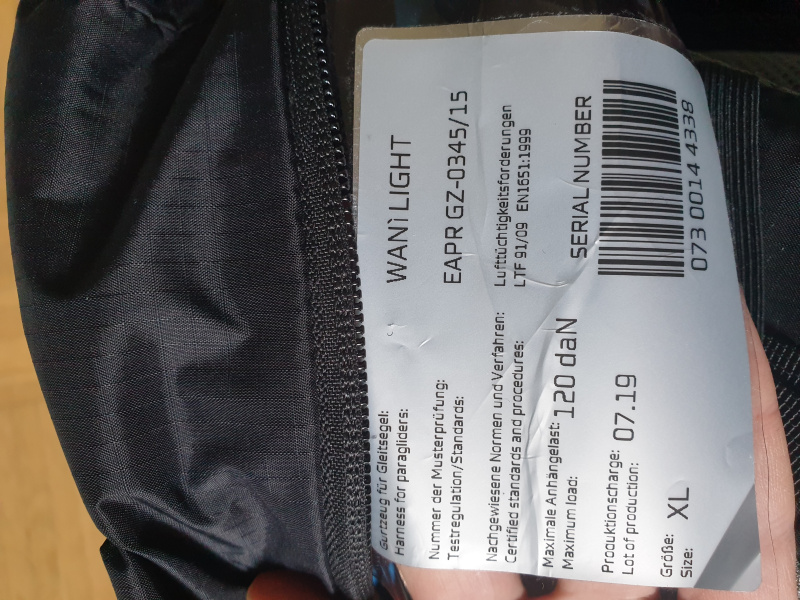 Gurtzeug für Gleitsegel:
Harness for paragliders:
WANI LIGHT
Nummer der Musterprüfung:
Testregulation/Standards:
EAPR GZ-0345/15
Nachgewiesene Normen und Verfahren:
Certified standards and procedures:
Lufttüchtigkeitsforderungen
LTF 91/09 EN1651:1999
Maximale Anhängelast:
Maximum load:
120 daN
SERIAL NUMBER
073 0014 4338
Produktionscharge:
Lot of production:
07.19
Größe:
Size:
XL